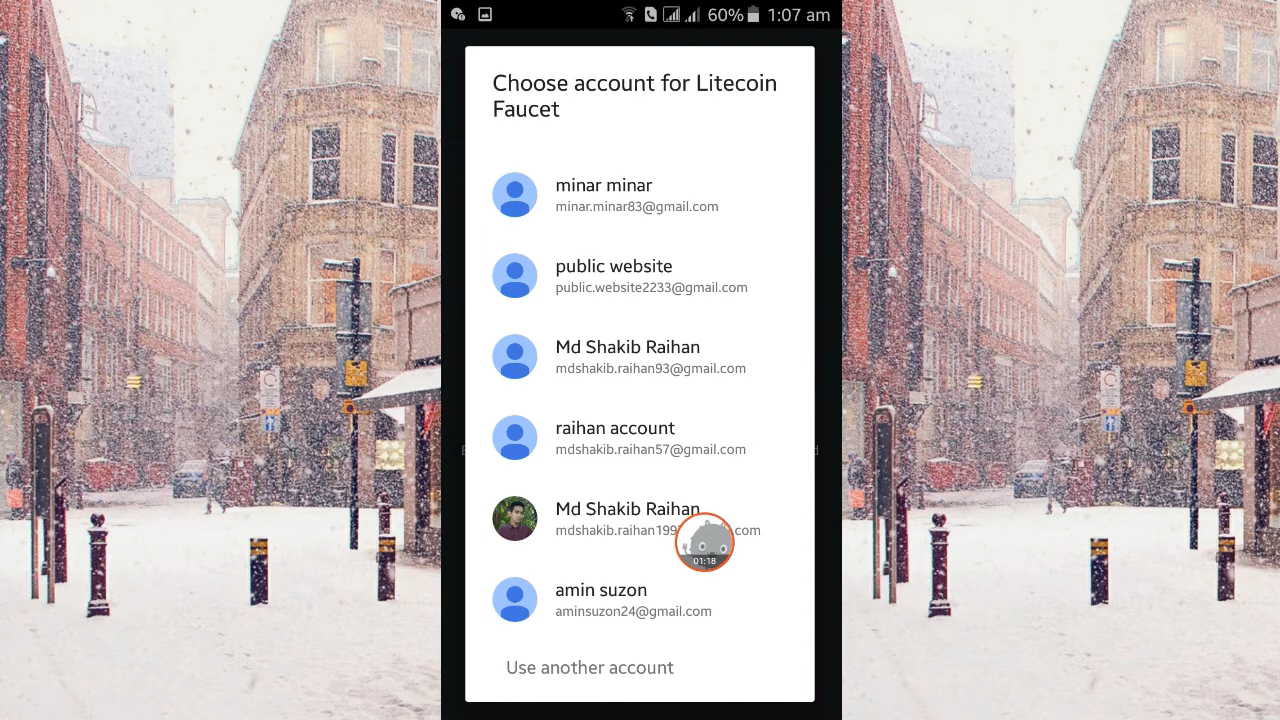 60% 1:07 am
Choose account for Litecoin
Faucet
minar minar
minar.minar83@gmail.com
public website
public.website2233@gmail.com
Md Shakib Raihan
mdshakib.raihan93@gmail.com
raihan account
mdshakib.raihan57@gmail.com
Md Shakib Raihan
.com
01:18
amin suzon
aminsuzon24@gmail.com
Use another account